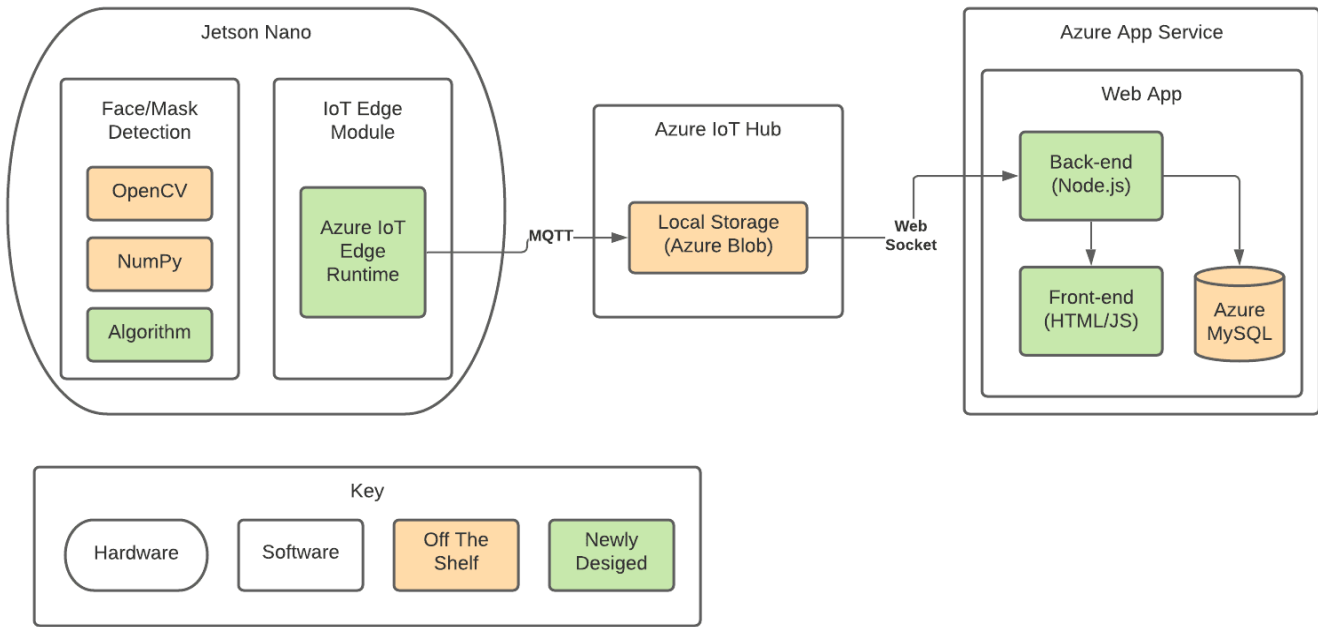 Jetson Nano
Face/Mask
Detection
OpenCV
NumPy
Algorithm
IoT Edge
Module
Azure IoT
Edge
Runtime
MQTT
Azure IoT Hub
Local Storage
(Azure Blob)
Web
Socket
Azure App Service
Web App
Back-end
(Node.js)
Front-end
(HTML/JS)
Azure
MySQL
Key
Hardware
Software
Off The
Shelf
Newly
Desiged